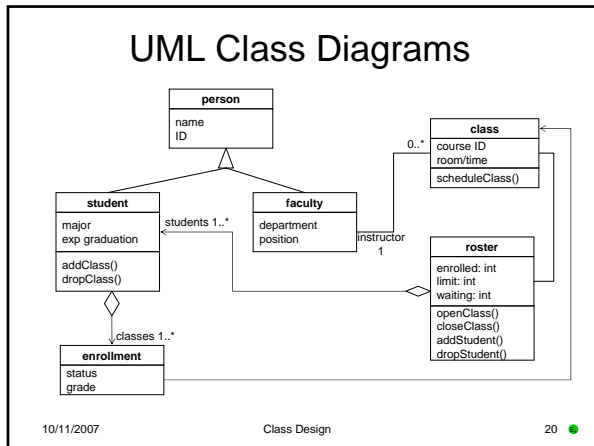 UML Class Diagrams
person
name
ID
class
course ID
room/time
scheduleClass()
0..*
student
major
exp graduation
addClass()
dropClass()
students 1..*
faculty
department
position
instructor
1
roster
enrolled: int
limit: int
waiting: int
openClass()
closeClass()
addStudent()
dropStudent()
classes 1..*
enrollment
status
grade
10/11/2007
Class Design
20